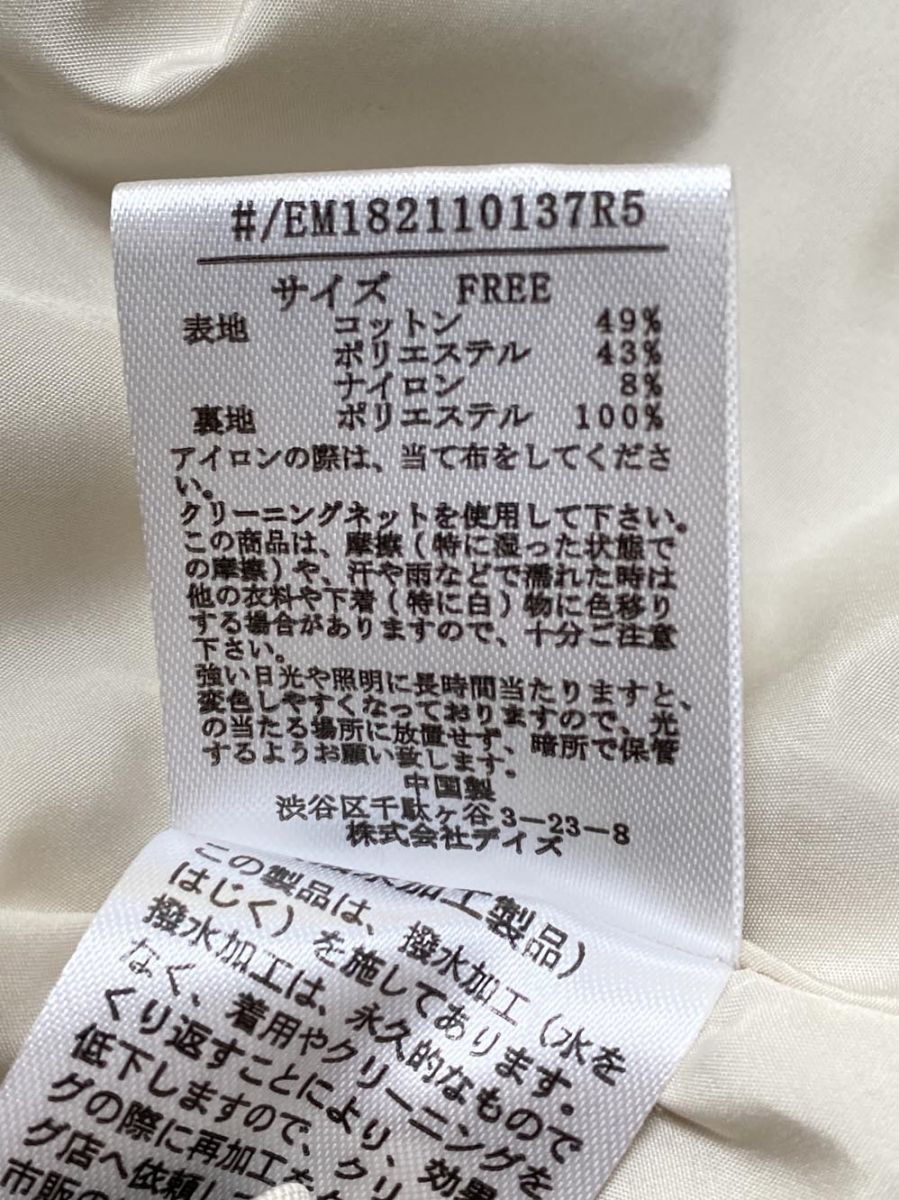 #/EM182110137R5
サイズ FREE
表地 コットン 49%
ポリエステル 43%
ナイロン 8%
裏地 ポリエステル 100%
アイロンの際は、当て布をしてくださ
い。
クリーニングネットを使用して下さい。
この商品は、摩擦(特に湿った状態で
の摩擦)や、汗や雨などで濡れた時は
他の衣料や下着(特に白)物に色移り
する場合がありますので、十分ご注意
下さい。
強い日光や照明に長時間当たりますと、
変色しやすくなっておりますので、光
の当たる場所に放置せず、暗所で保管
するようお願い致します。
中国製
渋谷区千駄ヶ谷3-23-8
株式会社デイズ
水加工製品)
この製品は、撥水加工(水を
はじく)を施してあります。
撥水加工は、永久的なもので
なく、着用やクリーニングを
くり返すことにより、効果
低下しますので、クリ
グの際に再加工を
グ店へ依頼し
市販の